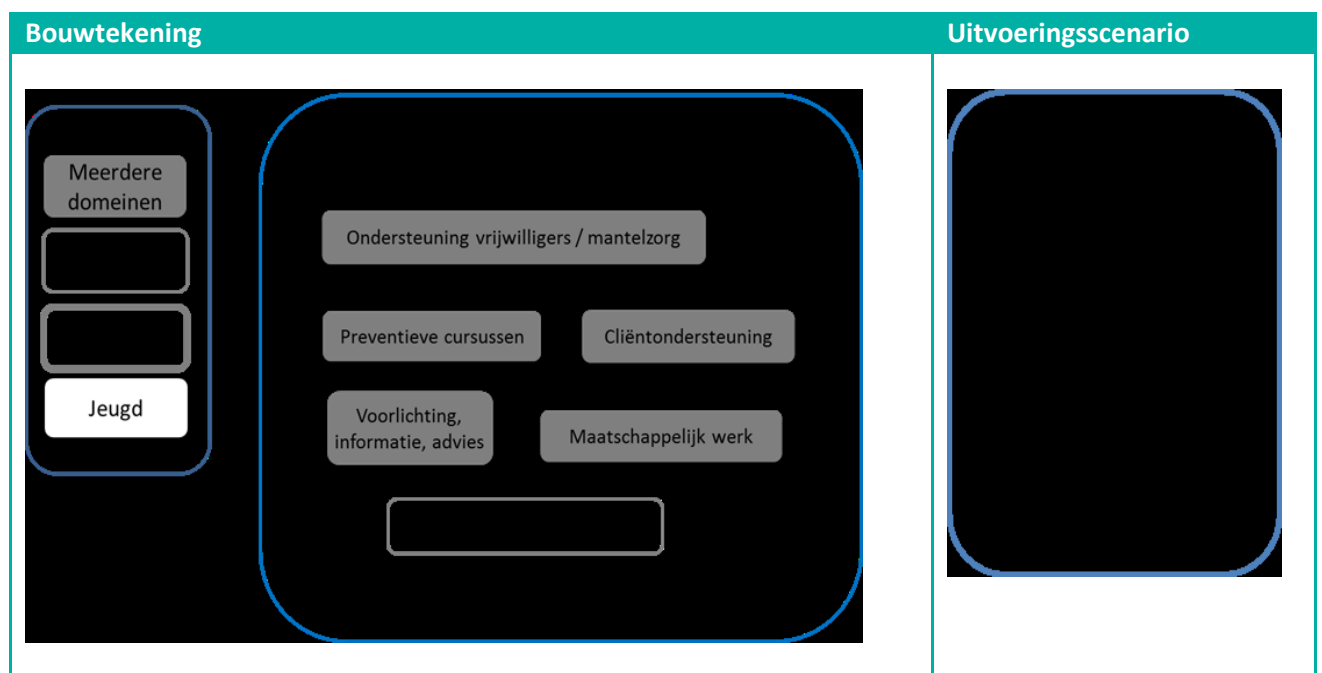 Bouwtekening
Uitvoeringsscenario
Meerdere
domeinen
Jeugd
Ondersteuning vrijwilligers / mantelzorg
Preventieve cursussen
Cliëntondersteuning
Voorlichting,
informatie, advies
Maatschappelijk werk